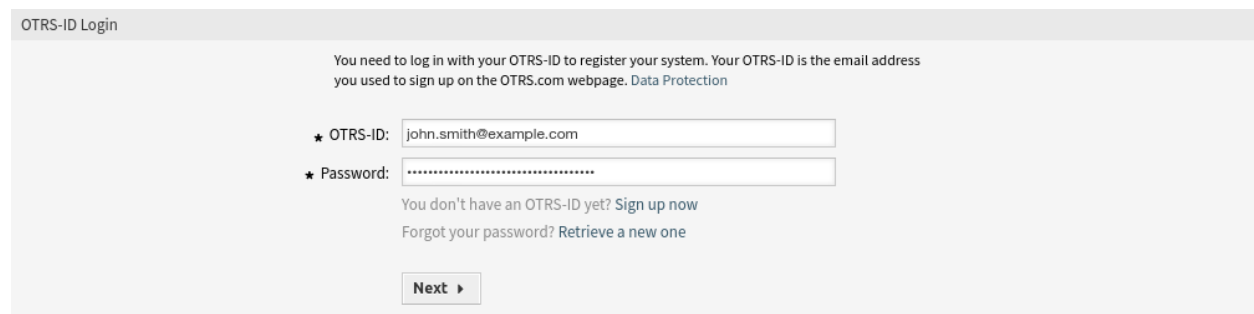 OTRS-ID Login
You need to log in with your OTRS-ID to register your system. Your OTRS-ID is the email address
you used to sign up on the OTRS.com webpage. Data Protection
★ OTRS-ID: john.smith@example.com
★ Password: ••••••••••••••••••••••••••••••••••••
You don't have an OTRS-ID yet? Sign up now
Forgot your password? Retrieve a new one
Next ▸